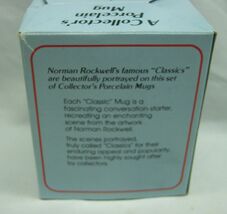 A Collector's
Porcelain
Mug
Norman Rockwell's famous "Classics"
are beautifully portrayed on this set
of Collector's Porcelain Mugs
Each "Classic" Mug is a
fascinating conversation starter,
recreating an enchanting
scene from the artwork
of Norman Rockwell.
The scenes portrayed,
truly called "Classics" for their
enduring appeal and popularity,
have been highly sought after
by collectors.